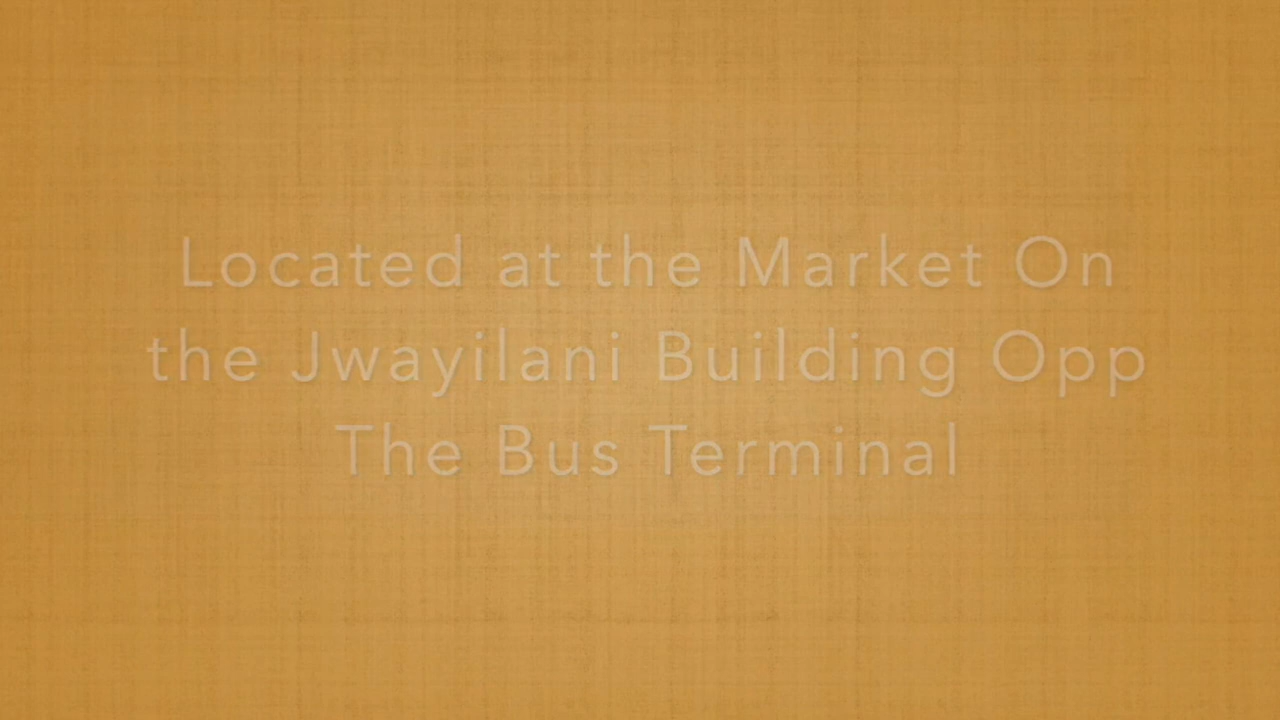 Located at the Market On
the Jwayilani Building Opp
The Bus Terminal